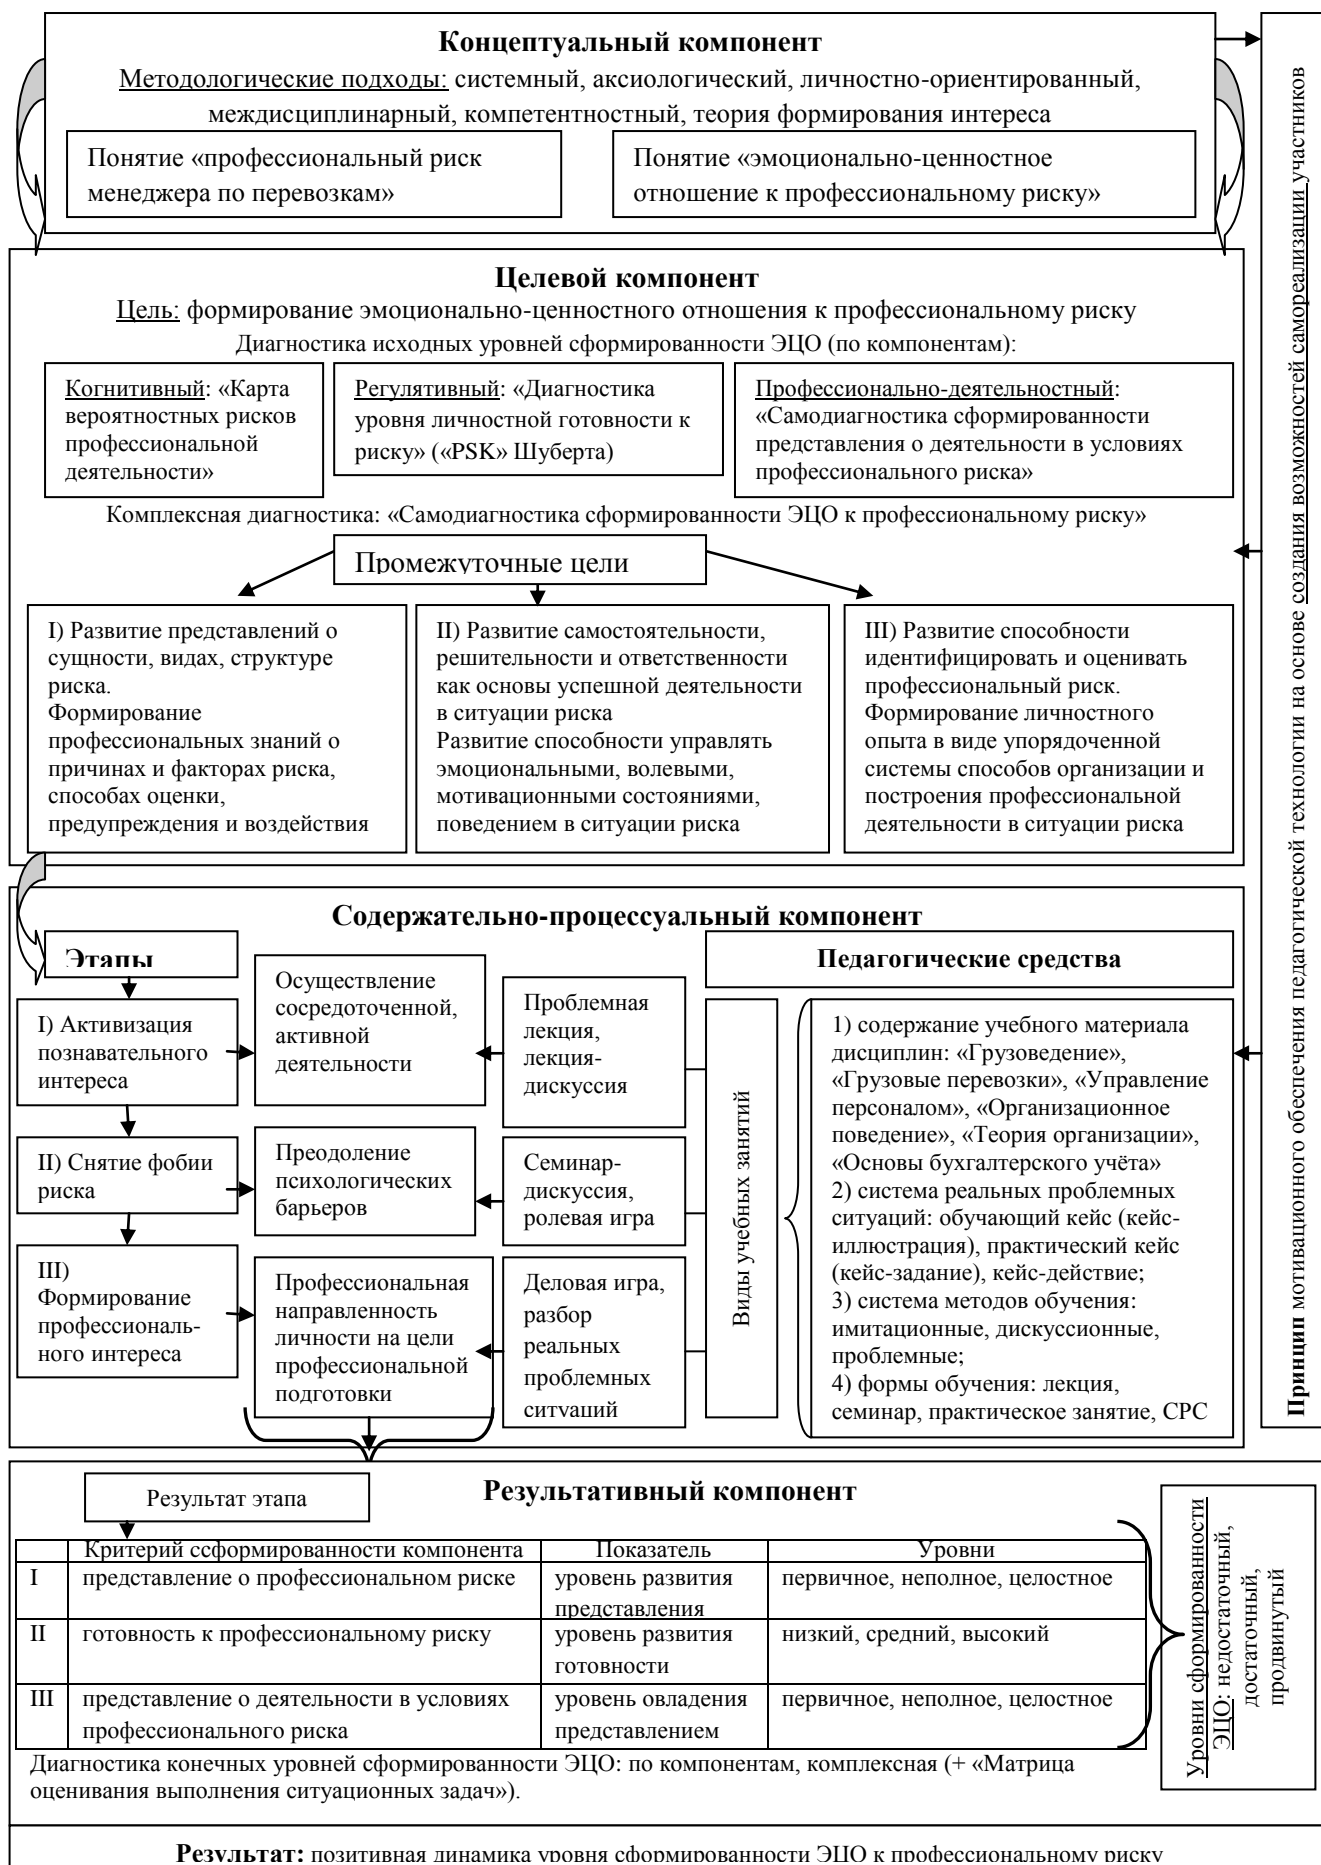 Концептуальный компонент
Методологические подходы: системный, аксиологический, личностно-ориентированный,
междисциплинарный, компетентностный, теория формирования интереса
Понятие «профессиональный риск
менеджера по перевозкам»
Понятие «эмоционально-ценностное
отношение к профессиональному риску»
Целевой компонент
Цель: формирование эмоционально-ценностного отношения к профессиональному риску
Диагностика исходных уровней сформированности ЭЦО (по компонентам):
Когнитивный: «Карта
вероятностных рисков
профессиональной
деятельности»
Регулятивный: «Диагностика
уровня личностной готовности к
риску» («PSK» Шуберта)
Профессионально-деятельностный:
«Самодиагностика сформированности
представления о деятельности в условиях
профессионального риска»
Комплексная диагностика: «Самодиагностика сформированности ЭЦО к профессиональному риску»
Промежуточные цели
I) Развитие представлений о
сущности, видах, структуре
риска.
Формирование
профессиональных знаний о
причинах и факторах риска,
способах оценки,
предупреждения и воздействия
II) Развитие самостоятельности,
решительности и ответственности
как основы успешной деятельности
в ситуации риска
Развитие способности управлять
эмоциональными, волевыми,
мотивационными состояниями,
поведением в ситуации риска
III) Развитие способности
идентифицировать и оценивать
профессиональный риск.
Формирование личностного
опыта в виде упорядоченной
системы способов организации и
построения профессиональной
деятельности в ситуации риска
Содержательно-процессуальный компонент
Этапы
I) Активизация
познавательного
интереса
II) Снятие фобии
риска
III)
Формирование
профессиональ-
ного интереса
Осуществление
сосредоточенной,
активной
деятельности
Преодоление
психологических
барьеров
Профессиональная
направленность
личности на цели
профессиональной
подготовки
Проблемная
лекция,
лекция-
дискуссия
Семинар-
дискуссия,
ролевая игра
Деловая игра,
разбор
реальных
проблемных
ситуаций
Виды учебных занятий
Педагогические средства
1) содержание учебного материала
дисциплин: «Грузоведение»,
«Грузовые перевозки», «Управление
персоналом», «Организационное
поведение», «Теория организации»,
«Основы бухгалтерского учёта»
2) система реальных проблемных
ситуаций: обучающий кейс (кейс-
иллюстрация), практический кейс
(кейс-задание), кейс-действие;
3) система методов обучения:
имитационные, дискуссионные,
проблемные;
4) формы обучения: лекция,
семинар, практическое занятие, СРС
Принцип мотивационного обеспечения педагогической технологии на основе создания возможностей самореализации участников
Результативный компонент
Результат этапа
Критерий ссформированности компонента Показатель Уровни
I представление о профессиональном риске уровень развития первичное, неполное, целостное
представления
II готовность к профессиональному риску уровень развития низкий, средний, высокий
готовности
III представление о деятельности в условиях уровень овладения первичное, неполное, целостное
профессионального риска представлением
Уровни сформированности
ЭЦО: недостаточный,
достаточный,
продвинутый
Диагностика конечных уровней сформированности ЭЦО: по компонентам, комплексная (+ «Матрица
оценивания выполнения ситуационных задач»).
Результат: позитивная динамика уровня сформированности ЭЦО к профессиональному риску